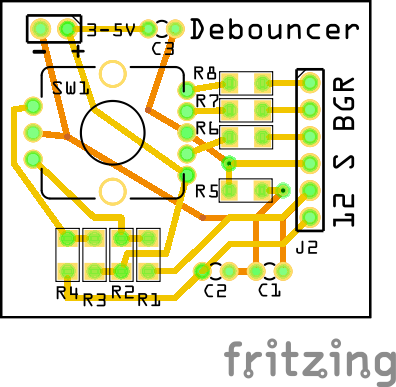 3-5V
Debouncer
- +
C3
SW1
R8
R7
R6
R5
12 S BGR
J2
R4
R3
R2
R1
C2
C1
fritzing